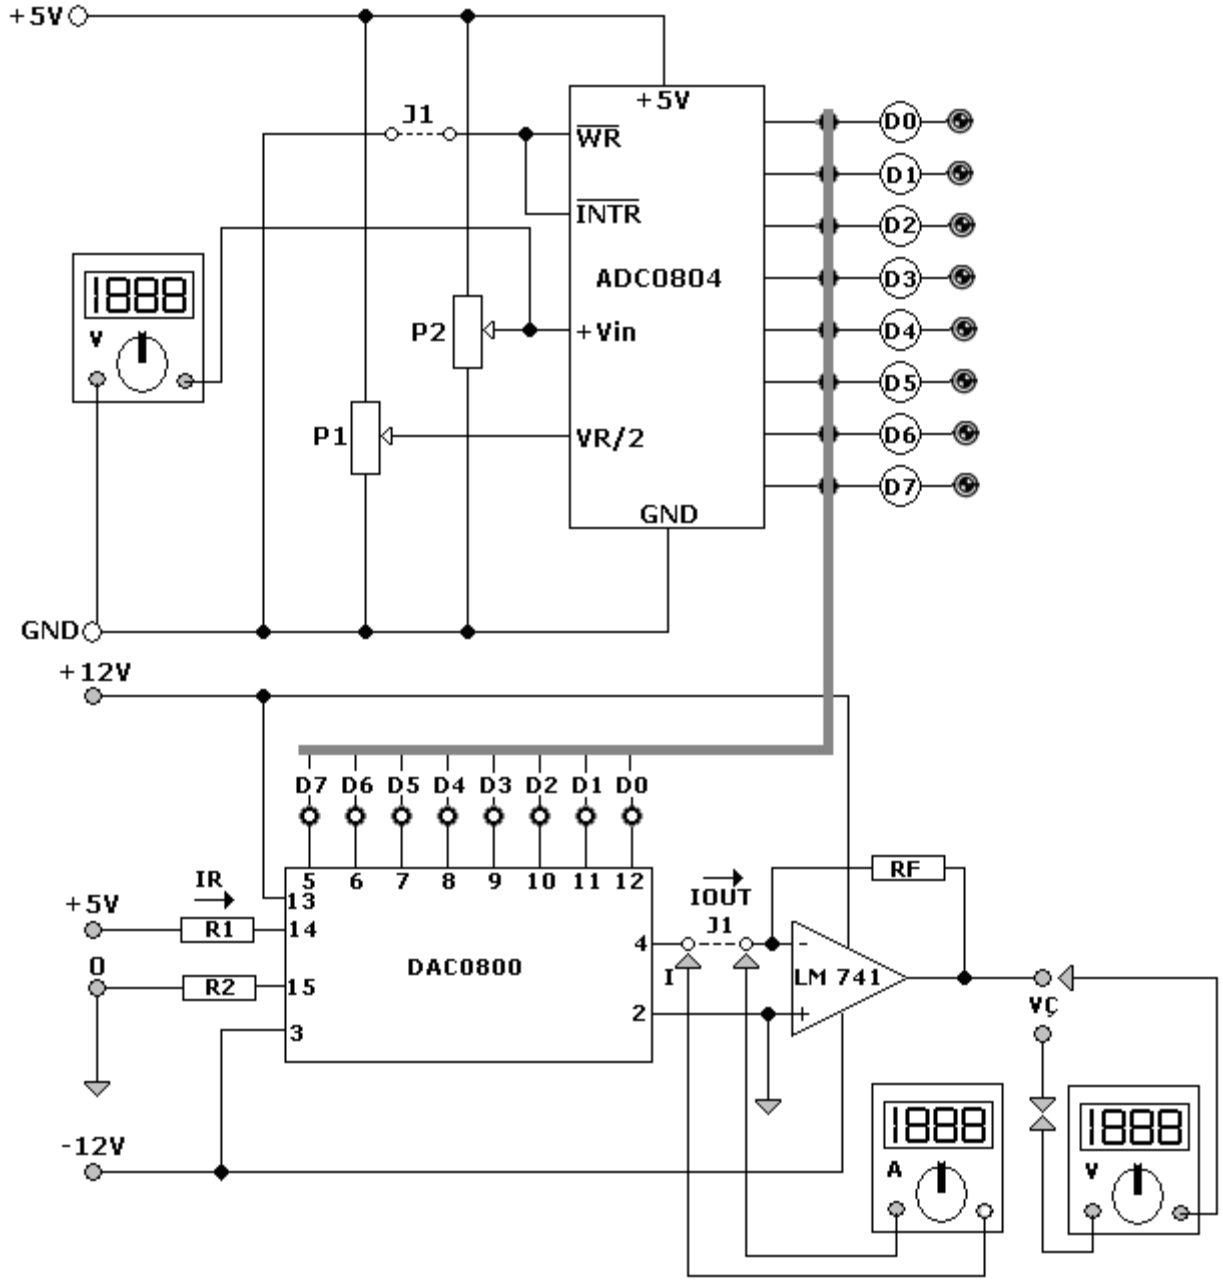 +5V
+5V
J1
WR
INTR
ADC0804
1888
V
P2
+Vin
P1
VR/2
GND
D0
D1
D2
D3
D4
D5
D6
D7
GND
+12V
D7 D6 D5 D4 D3 D2 D1 D0
5 6 7 8 9 10 11 12
IR
13
+5V
R1
14
0
R2
15
3
DAC0800
4
2
IOUT
J1
I
RF
-
LM 741
+
VÇ
-12V
1888
A
1888
V